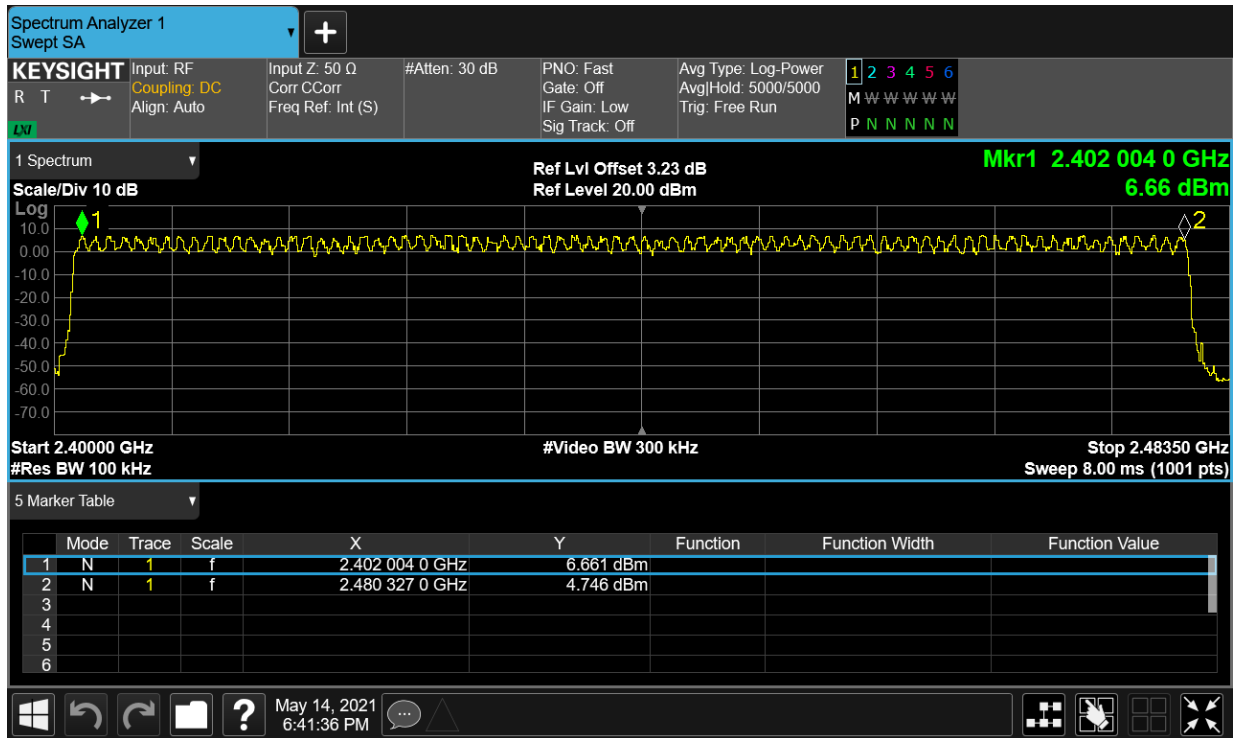 Spectrum Analyzer 1
Swept SA
+
KEYSIGHT
R T
LXI
Input: RF
Coupling: DC
Align: Auto
Input Z: 50 Ω
Corr CCorr
Freq Ref: Int (S)
#Atten: 30 dB
PNO: Fast
Gate: Off
IF Gain: Low
Sig Track: Off
Avg Type: Log-Power
Avg|Hold: 5000/5000
Trig: Free Run
1 2 3 4 5 6
M W W W W W
P N N N N N
1 Spectrum
Ref Lvl Offset 3.23 dB
Mkr1 2.402 004 0 GHz
Scale/Div 10 dB
Ref Level 20.00 dBm
6.66 dBm
Log
1
2
10.0
0.00
-10.0
-20.0
-30.0
-40.0
-50.0
-60.0
-70.0
Start 2.40000 GHz
#Video BW 300 kHz
Stop 2.48350 GHz
#Res BW 100 kHz
Sweep 8.00 ms (1001 pts)
5 Marker Table
Mode Trace Scale X Y Function Function Width Function Value
1 N 1 f 2.402 004 0 GHz 6.661 dBm
2 N 1 f 2.480 327 0 GHz 4.746 dBm
3
4
5
6
?
May 14, 2021
6:41:36 PM